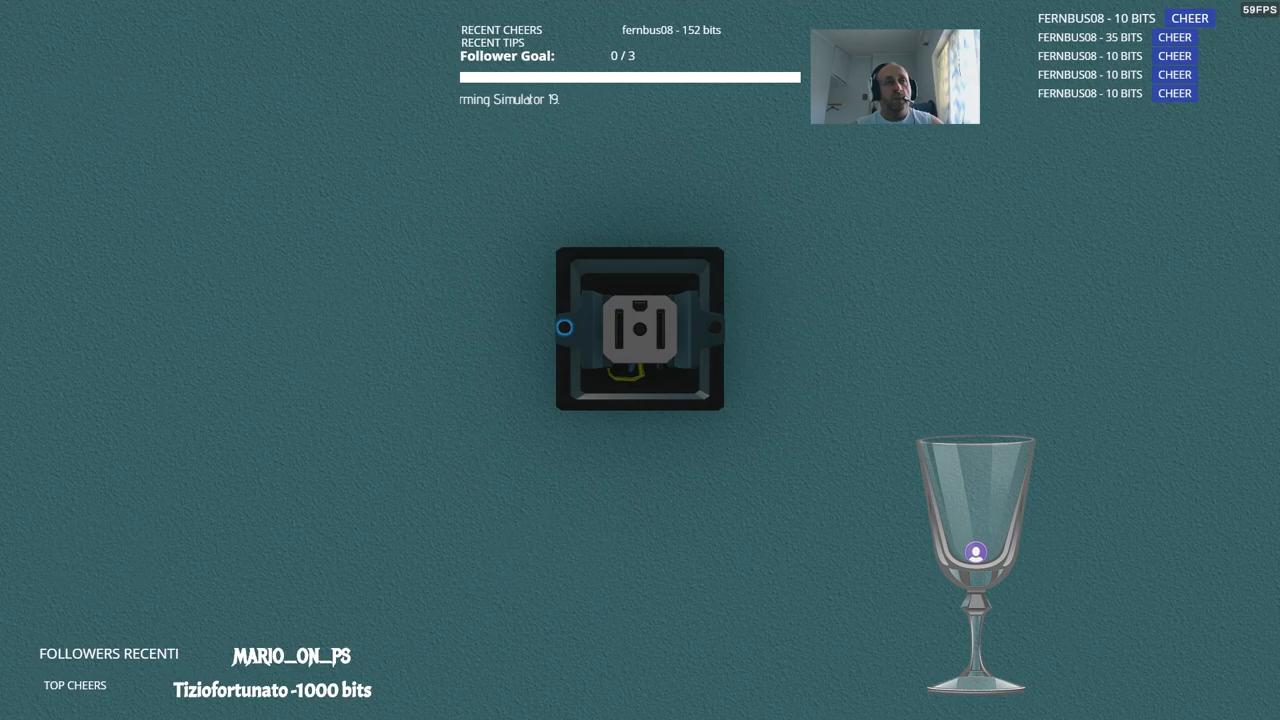 RECENT CHEERS fernbus08 - 152 bits
RECENT TIPS
Follower Goal: 0 / 3
rming Simulator 19.
59FPS
FERNBUS08 - 10 BITS CHEER
FERNBUS08 - 35 BITS CHEER
FERNBUS08 - 10 BITS CHEER
FERNBUS08 - 10 BITS CHEER
FERNBUS08 - 10 BITS CHEER
FOLLOWERS RECENTI MARIO_ON_PS
TOP CHEERS Tiziofortunato -1000 bits